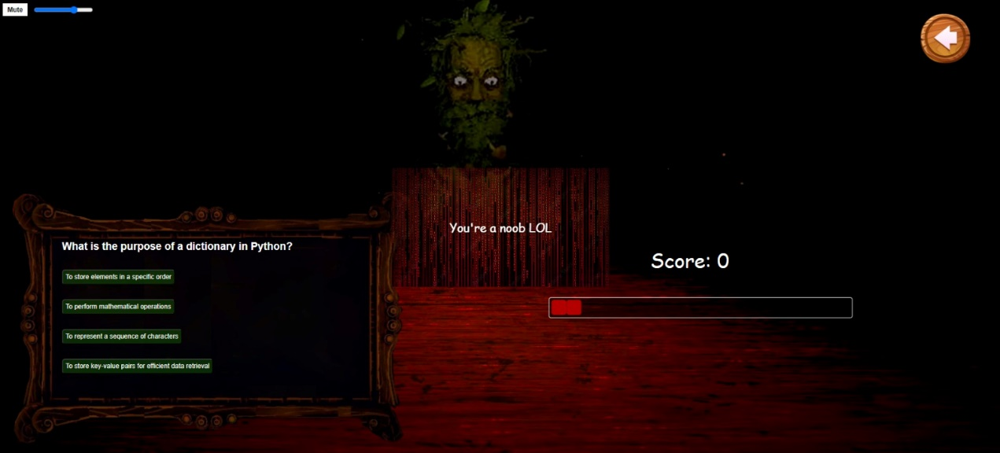 Mute
What is the purpose of a dictionary in Python?
To store elements in a specific order
To perform mathematical operations
To represent a sequence of characters
To store key-value pairs for efficient data retrieval
You're a noob LOL
Score: 0